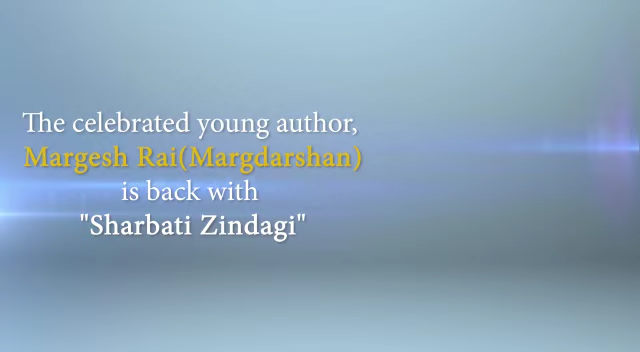 The celebrated young author,
Margesh Rai(Margdarshan)
is back with
"Sharbati Zindagi"